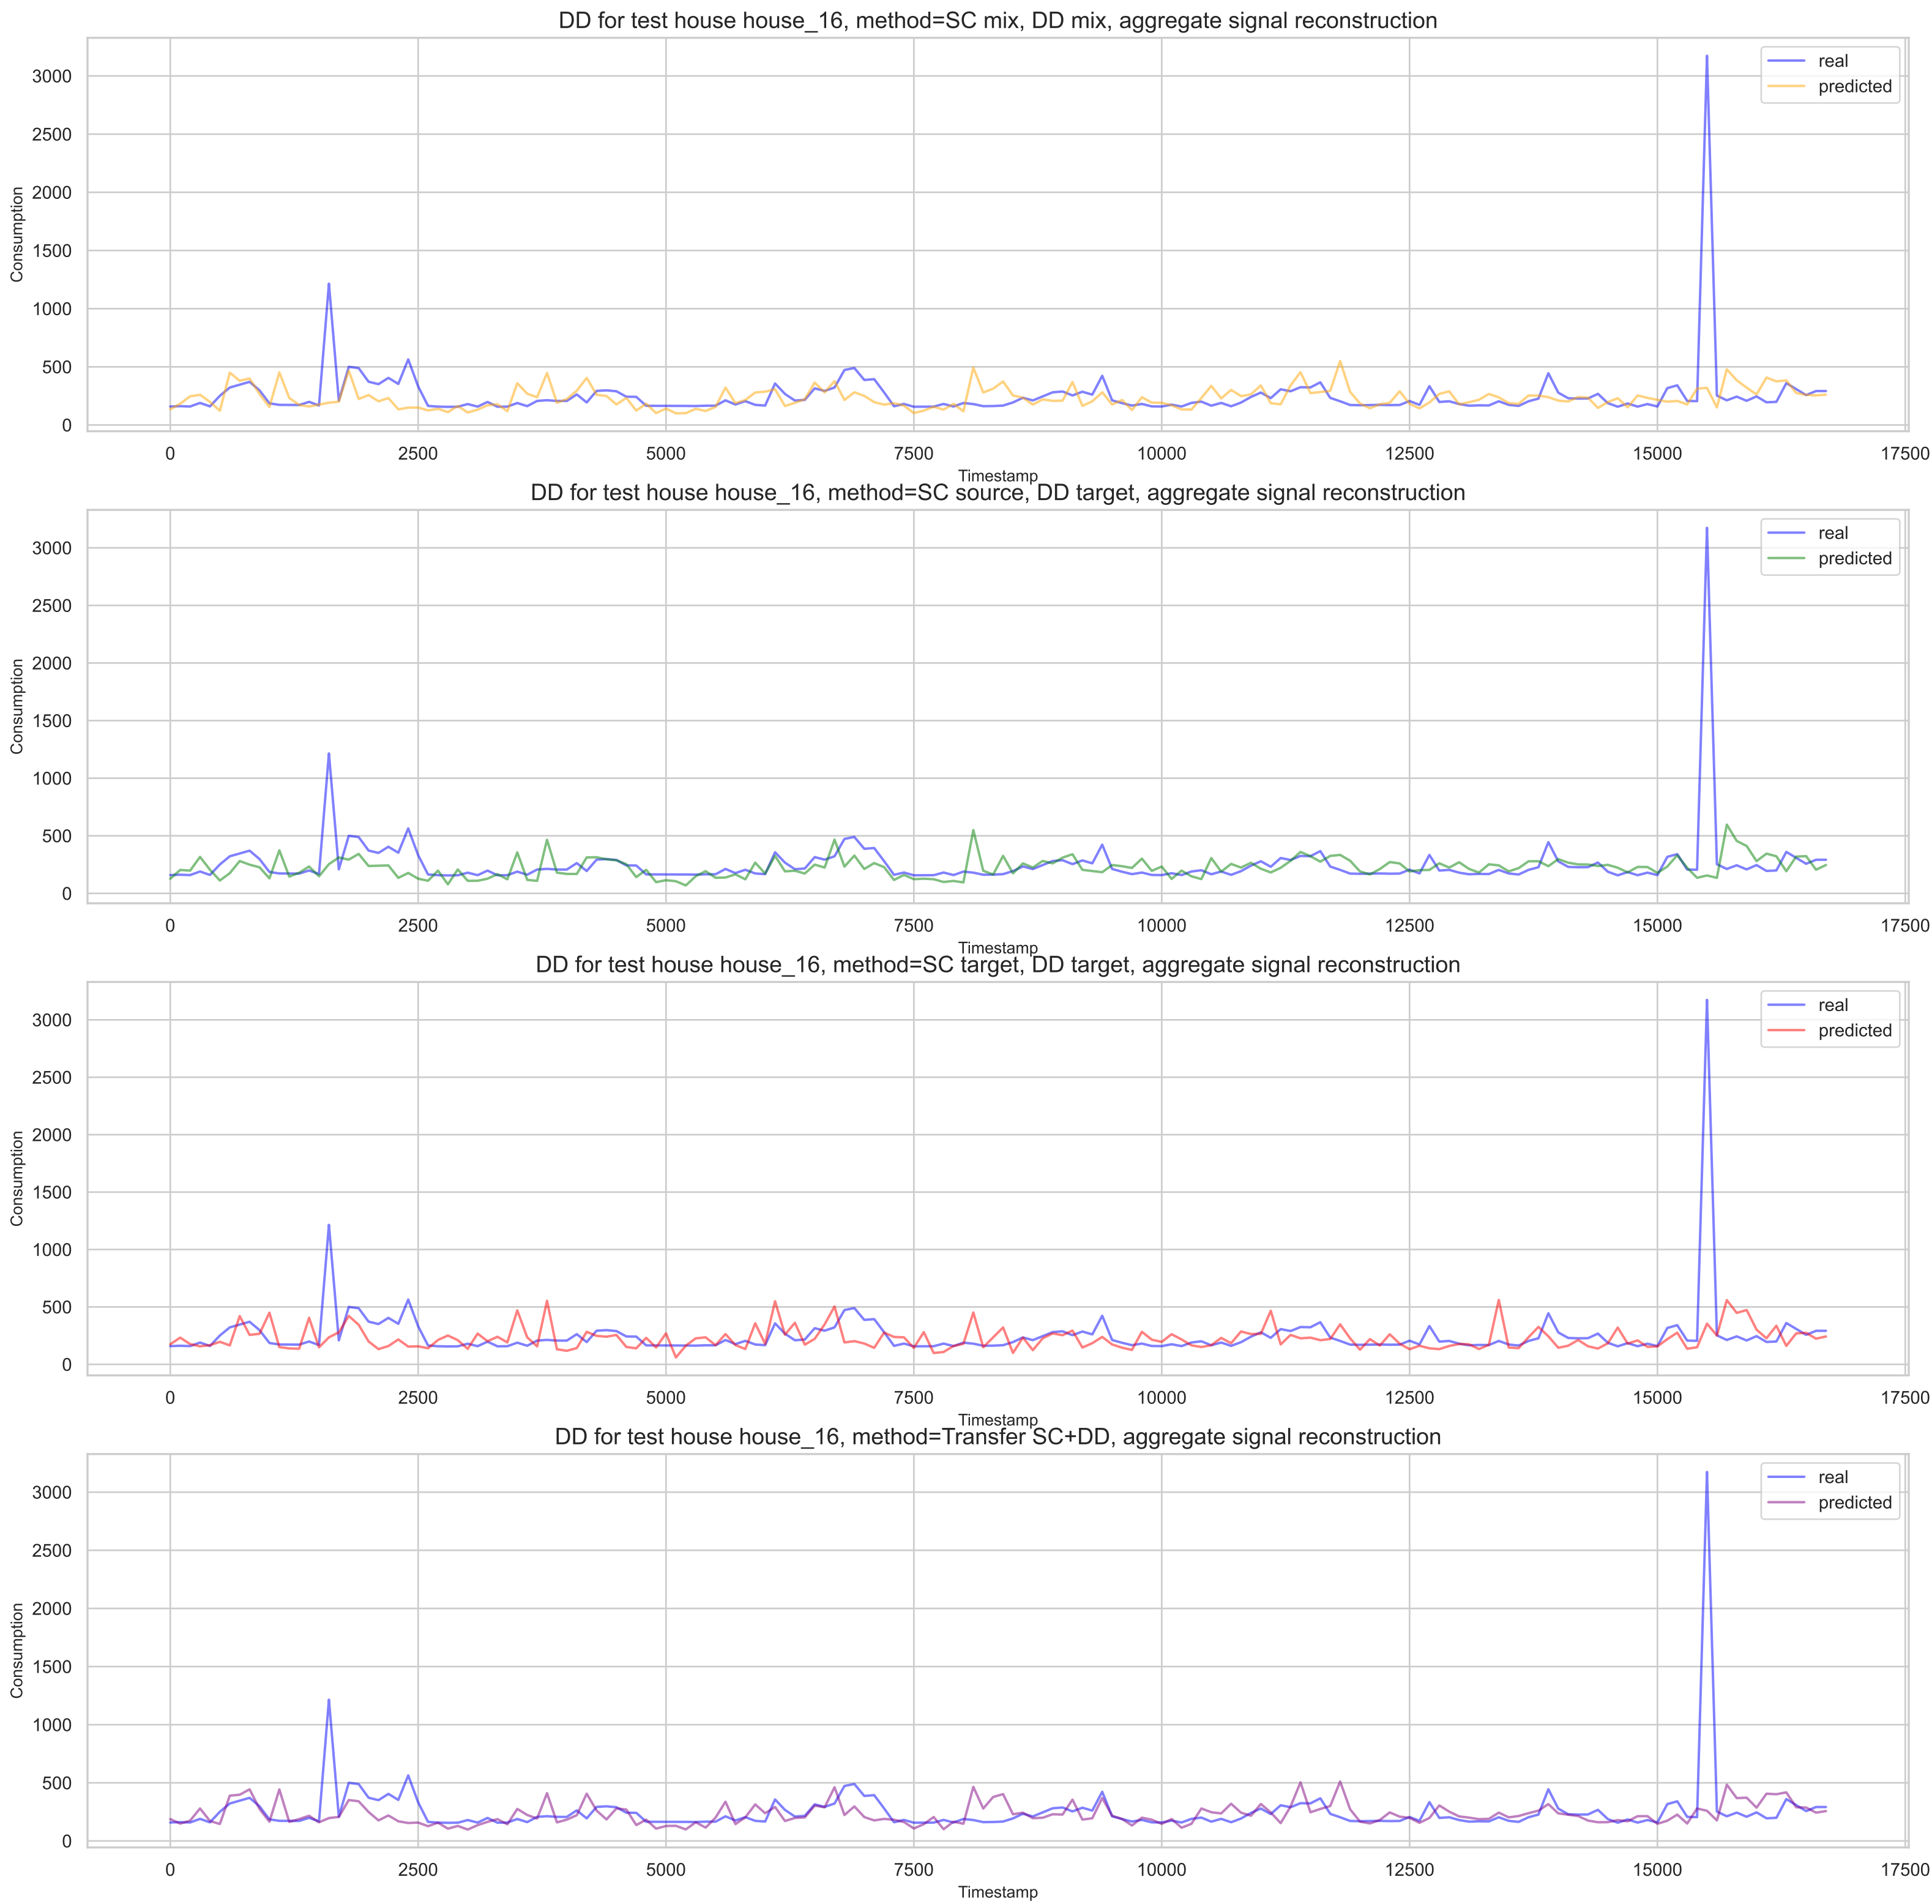 DD for test house house_16, method=SC mix, DD mix, aggregate signal reconstruction
real
predicted
3000
2500
2000
1500
1000
500
0
Consumption
0 2500 5000 7500 10000 12500 15000 17500
Timestamp
DD for test house house_16, method=SC source, DD target, aggregate signal reconstruction
real
predicted
3000
2500
2000
1500
1000
500
0
Consumption
0 2500 5000 7500 10000 12500 15000 17500
Timestamp
DD for test house house_16, method=SC target, DD target, aggregate signal reconstruction
real
predicted
3000
2500
2000
1500
1000
500
0
Consumption
0 2500 5000 7500 10000 12500 15000 17500
Timestamp
DD for test house house_16, method=Transfer SC+DD, aggregate signal reconstruction
real
predicted
3000
2500
2000
1500
1000
500
0
Consumption
0 2500 5000 7500 10000 12500 15000 17500
Timestamp